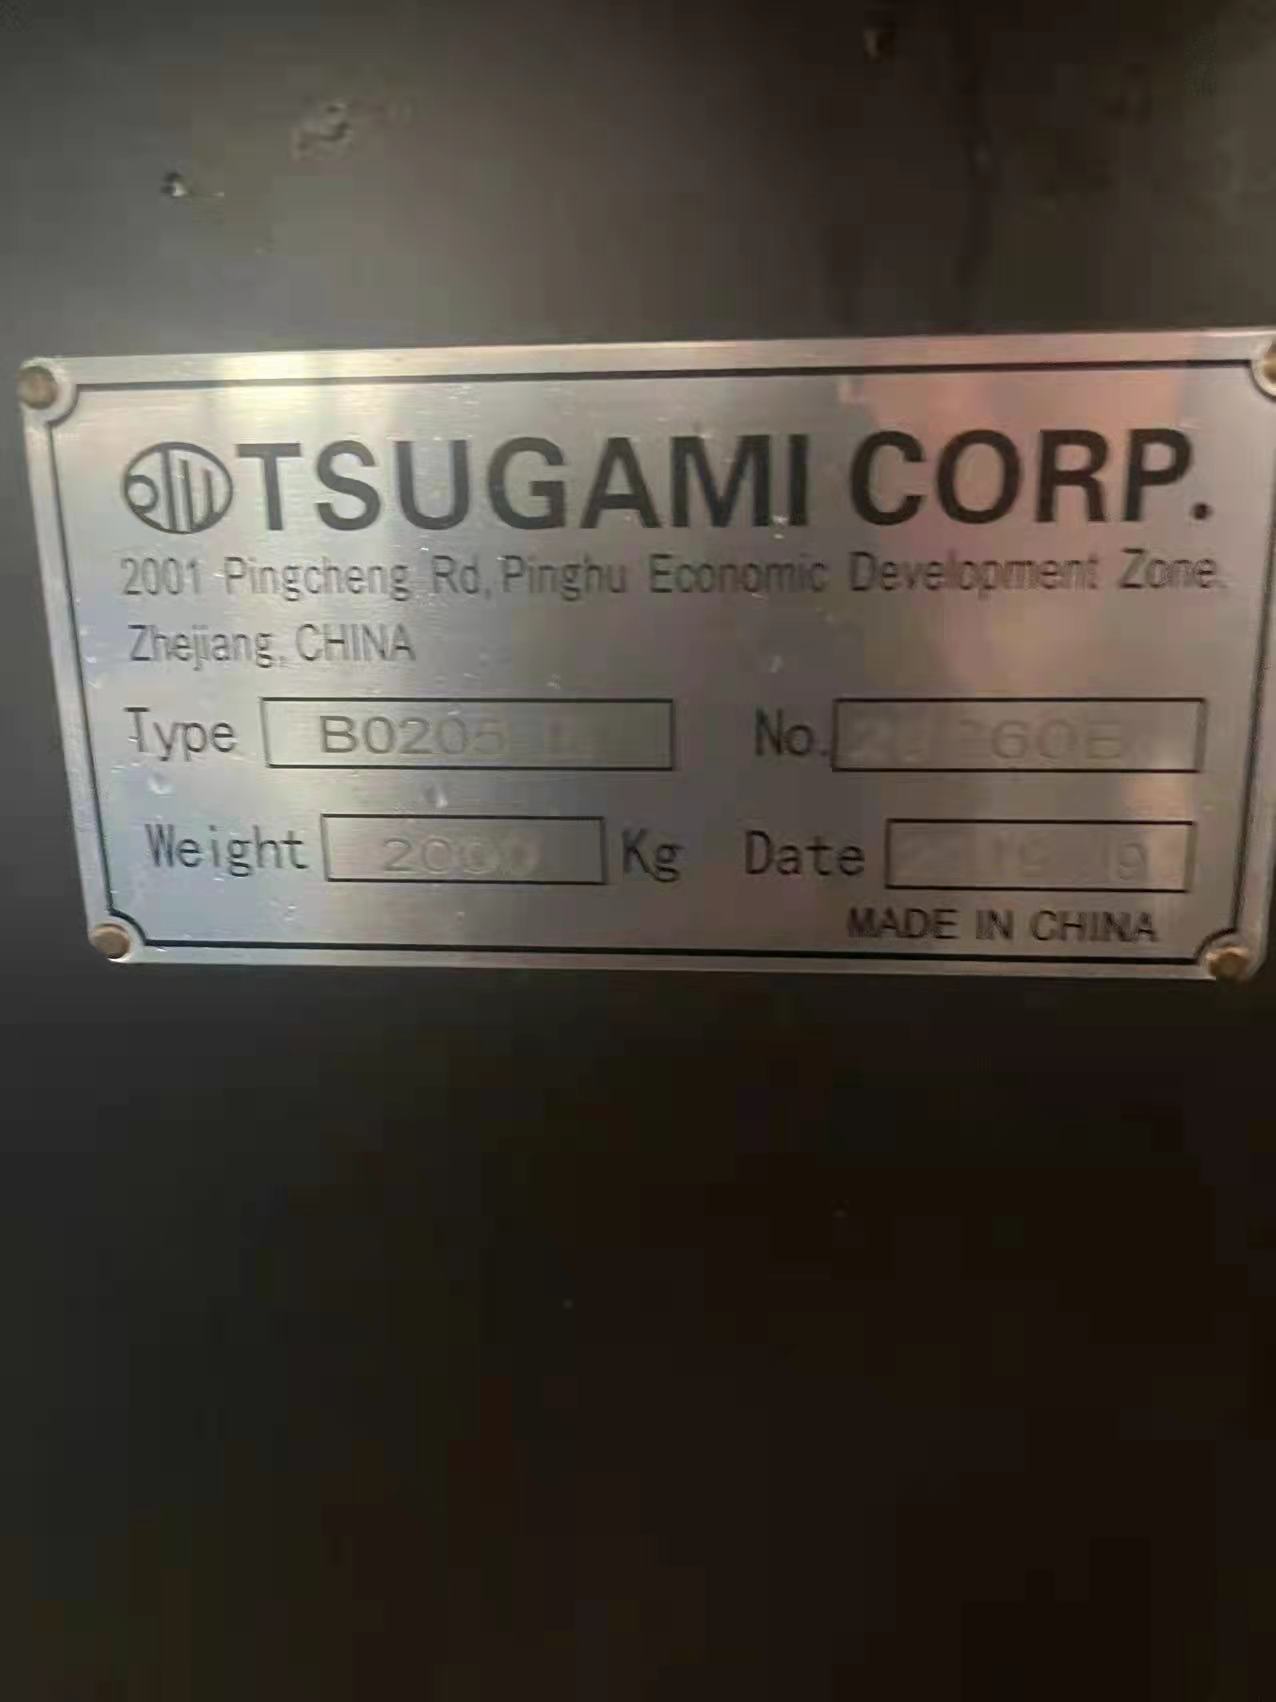 TSUGAMI CORP.
2001 Pingcheng Rd, Pinghu Economic Development Zone,
Zhejiang, CHINA
Type B0205 No.
Weight 2000 Kg Date
MADE IN CHINA